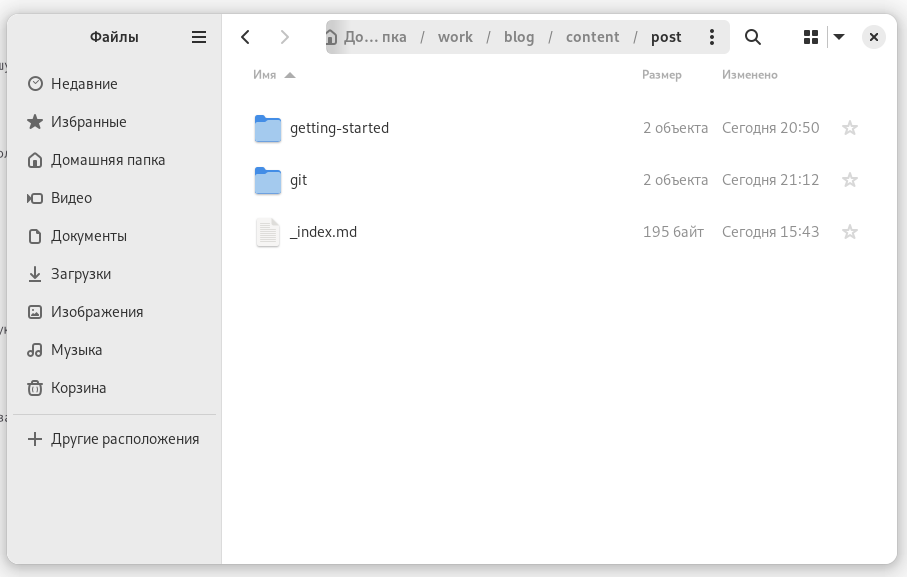 Файлы
До… пка / work / blog / content / post
Недавние
Избранные
Домашняя папка
Видео
Документы
Загрузки
Изображения
Музыка
Корзина
Другие расположения
Имя Размер Изменено
getting-started 2 объекта Сегодня 20:50
git 2 объекта Сегодня 21:12
_index.md 195 байт Сегодня 15:43